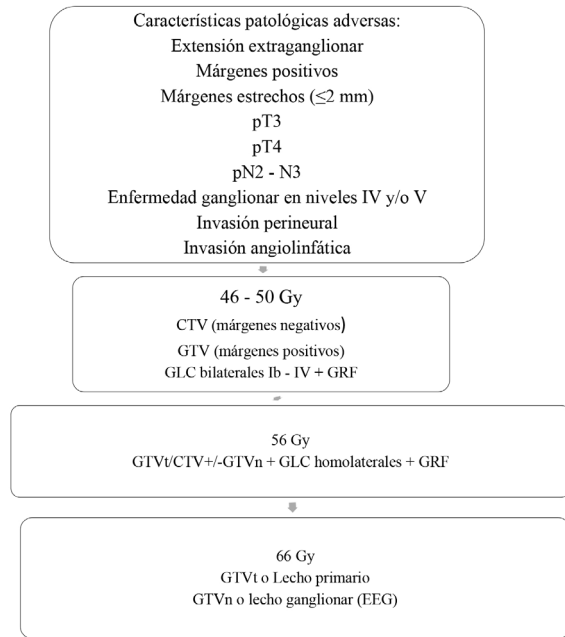 Características patológicas adversas:
Extensión extraganglionar
Márgenes positivos
Márgenes estrechos (≤2 mm)
pT3
pT4
pN2 - N3
Enfermedad ganglionar en niveles IV y/o V
Invasión perineural
Invasión angiolinfática
46 - 50 Gy
CTV (márgenes negativos)
GTV (márgenes positivos)
GLC bilaterales Ib - IV + GRF
56 Gy
GTVt/CTV+/-GTVn + GLC homolaterales + GRF
66 Gy
GTVt o Lecho primario
GTVn o lecho ganglionar (EEG)